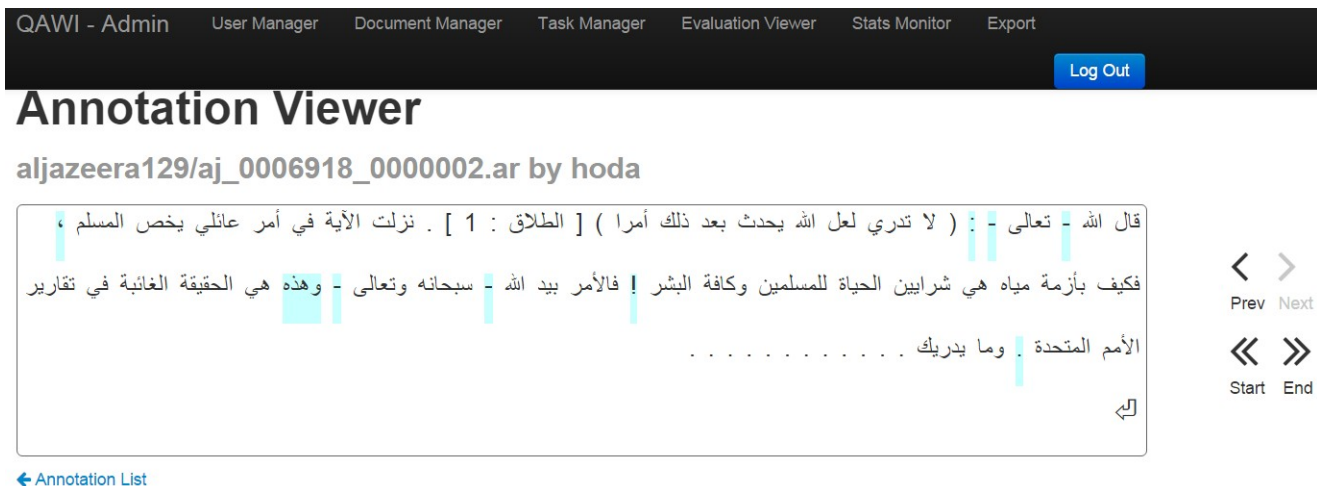 QAWI - Admin User Manager Document Manager Task Manager Evaluation Viewer Stats Monitor Export
Log Out
Annotation Viewer
aljazeera129/aj_0006918_0000002.ar by hoda
قال الله - تعالى - : ( لا تدري لعل الله يحدث بعد ذلك أمرا ) [ الطلاق : 1 ] . نزلت الآية في أمر عائلي يخص المسلم ،
فكيف بأزمة مياه هي شرايين الحياة للمسلمين وكافة البشر ! فالأمر بيد الله - سبحانه وتعالى - وهذه هي الحقيقة الغائبة في تقارير
الأمم المتحدة . وما يدريك . . . . . . . . . . . .
Prev Next
Start End
Annotation List